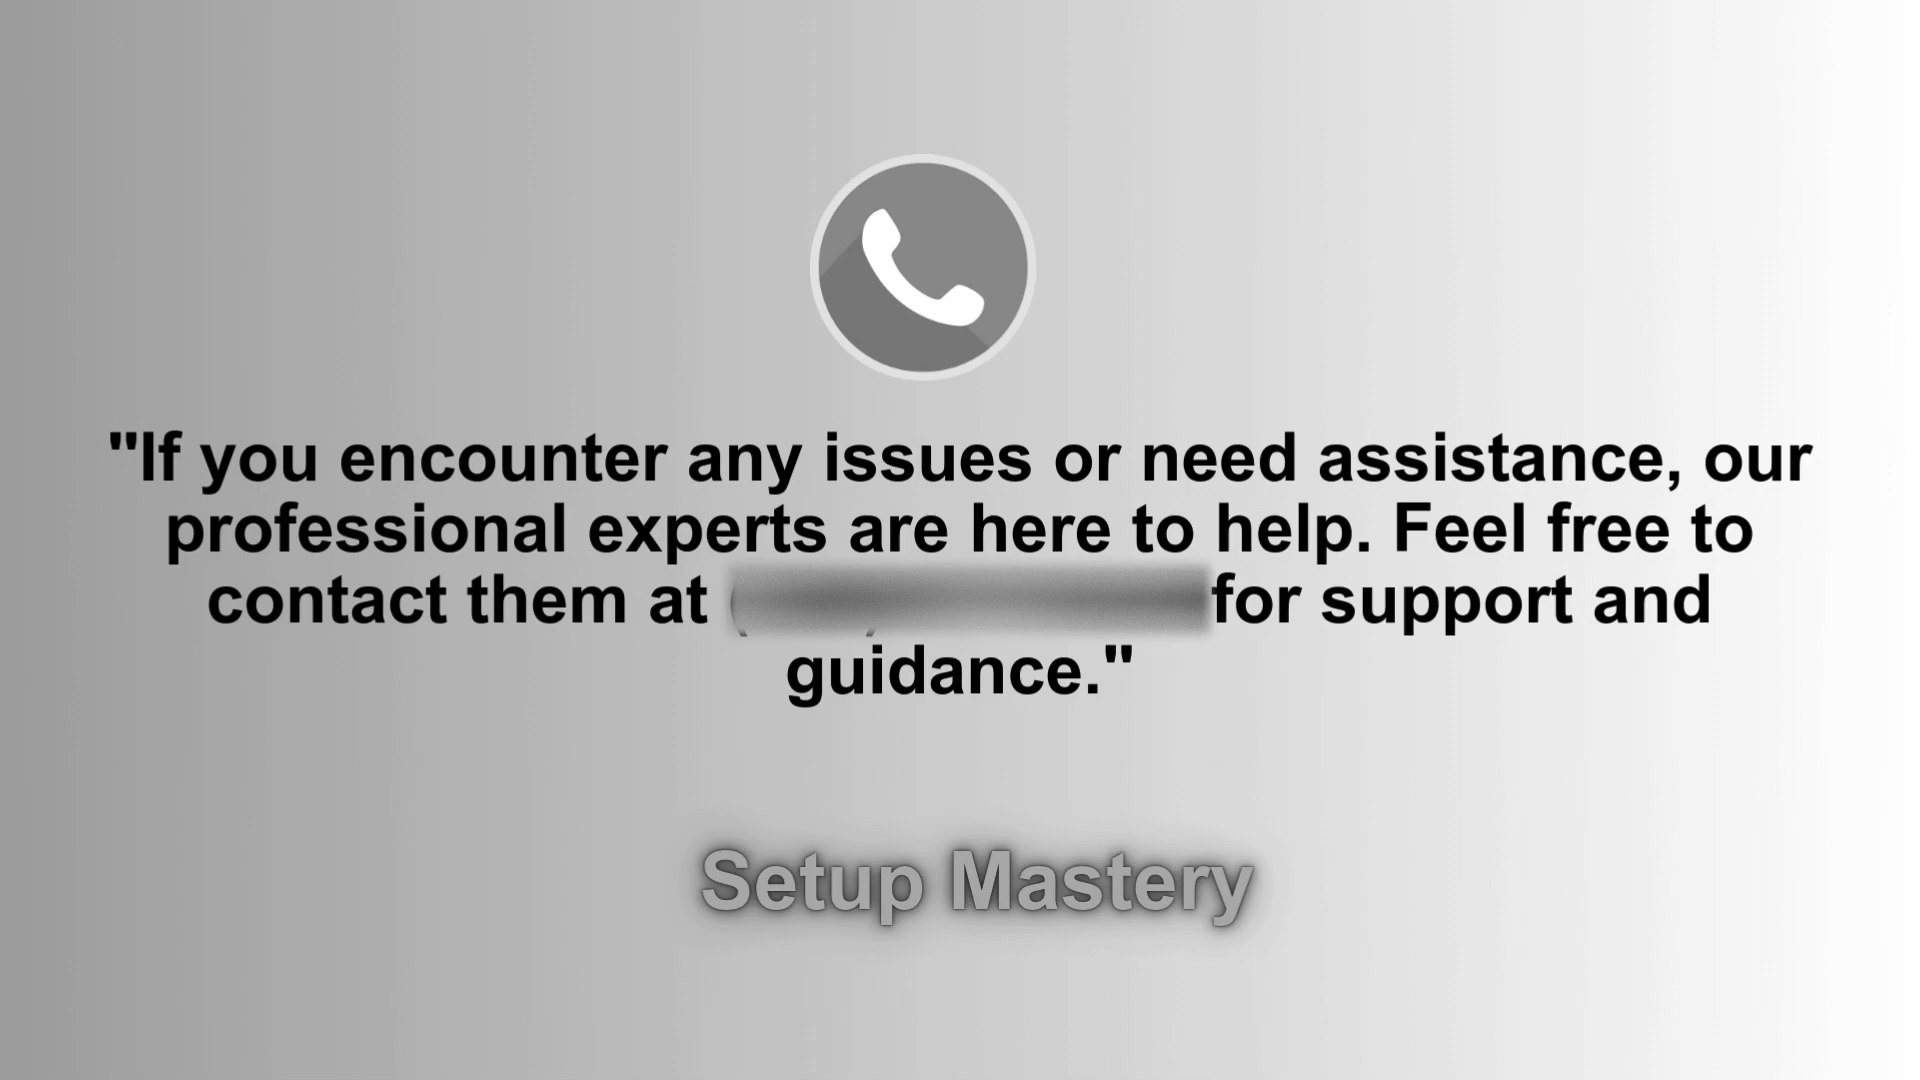 "If you encounter any issues or need assistance, our
professional experts are here to help. Feel free to
contact them at for support and
guidance."
Setup Mastery